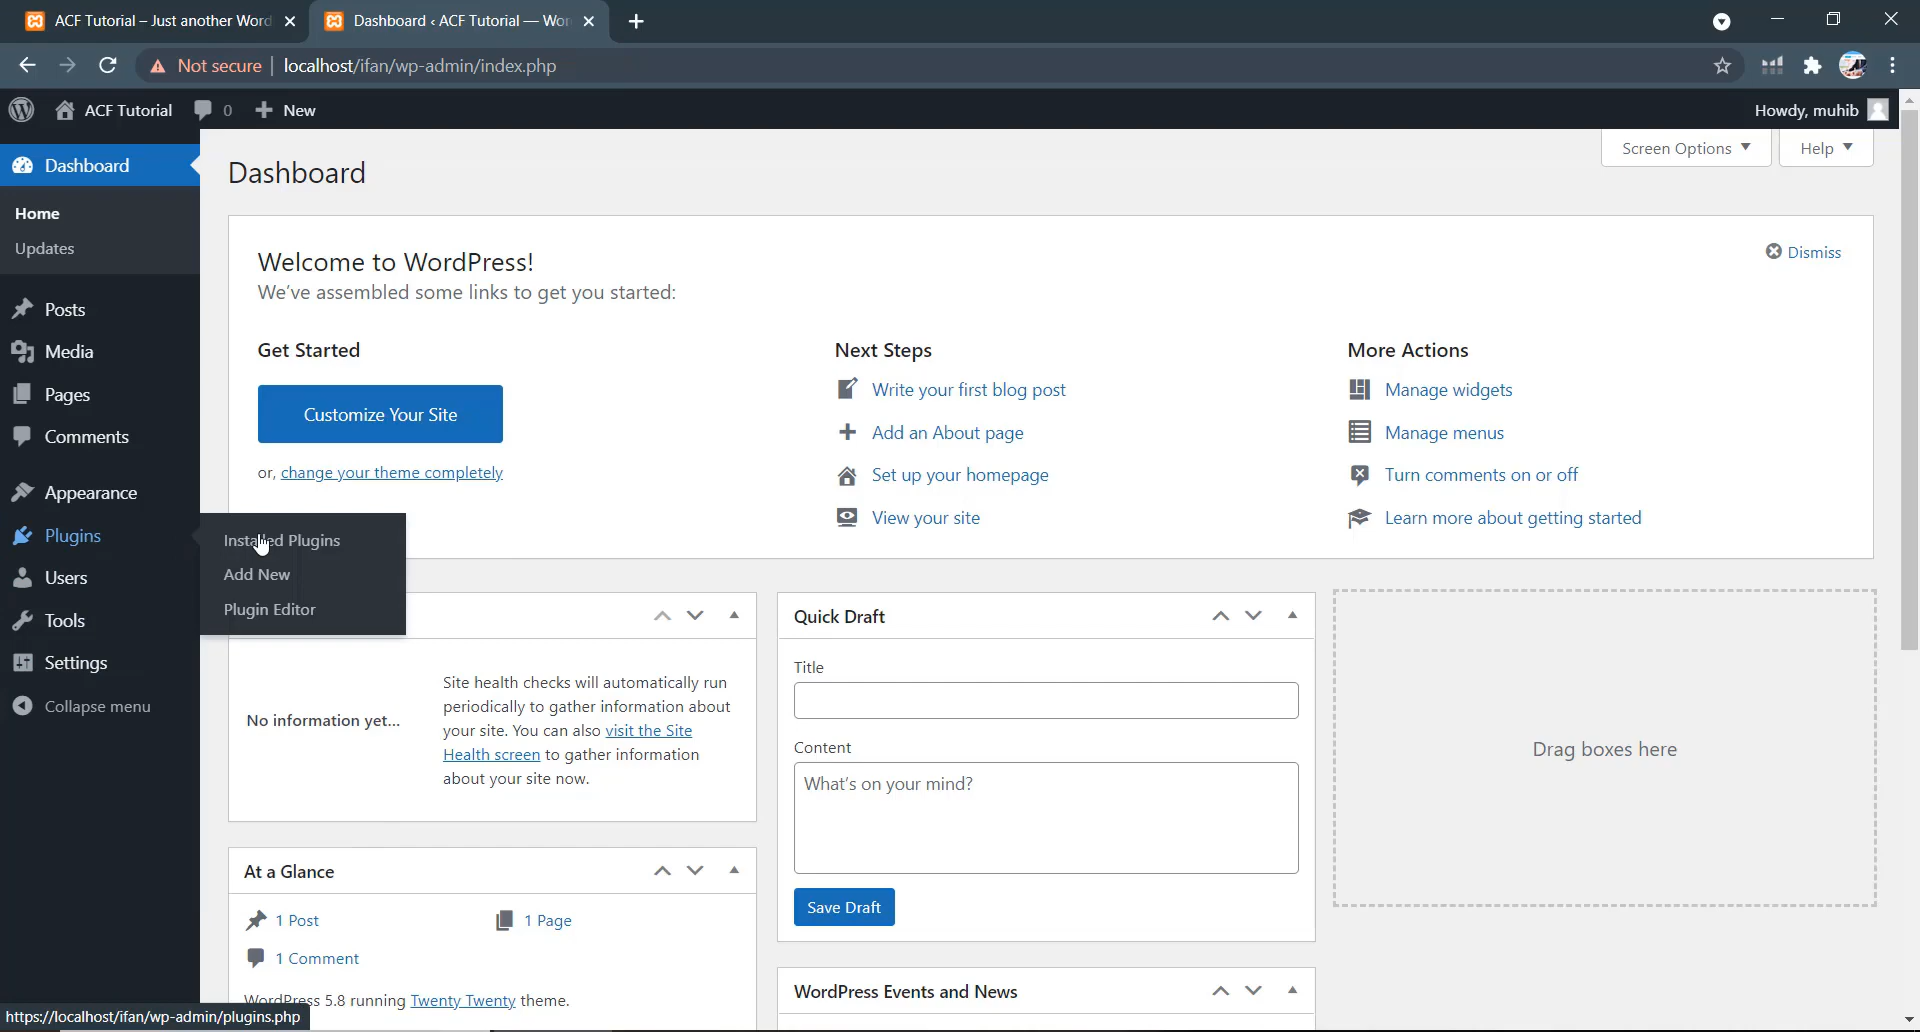 ACF Tutorial – Just another Word
Dashboard ‹ ACF Tutorial — Wor
Not secure
localhost/ifan/wp-admin/index.php
ACF Tutorial
0
New
Howdy, muhib
Dashboard
Home
Updates
Posts
Media
Pages
Comments
Appearance
Plugins
Users
Tools
Settings
Collapse menu
Installed Plugins
Add New
Plugin Editor
Screen Options
Help
Dashboard
Welcome to WordPress!
We've assembled some links to get you started:
Dismiss
Get Started
Customize Your Site
or, change your theme completely
Next Steps
Write your first blog post
Add an About page
Set up your homepage
View your site
More Actions
Manage widgets
Manage menus
Turn comments on or off
Learn more about getting started
No information yet...
Site health checks will automatically run
periodically to gather information about
your site. You can also visit the Site
Health screen to gather information
about your site now.
At a Glance
1 Post
1 Page
1 Comment
WordPress 5.8 running Twenty Twenty theme.
Quick Draft
Title
Content
What's on your mind?
Save Draft
WordPress Events and News
Drag boxes here
https://localhost/ifan/wp-admin/plugins.php